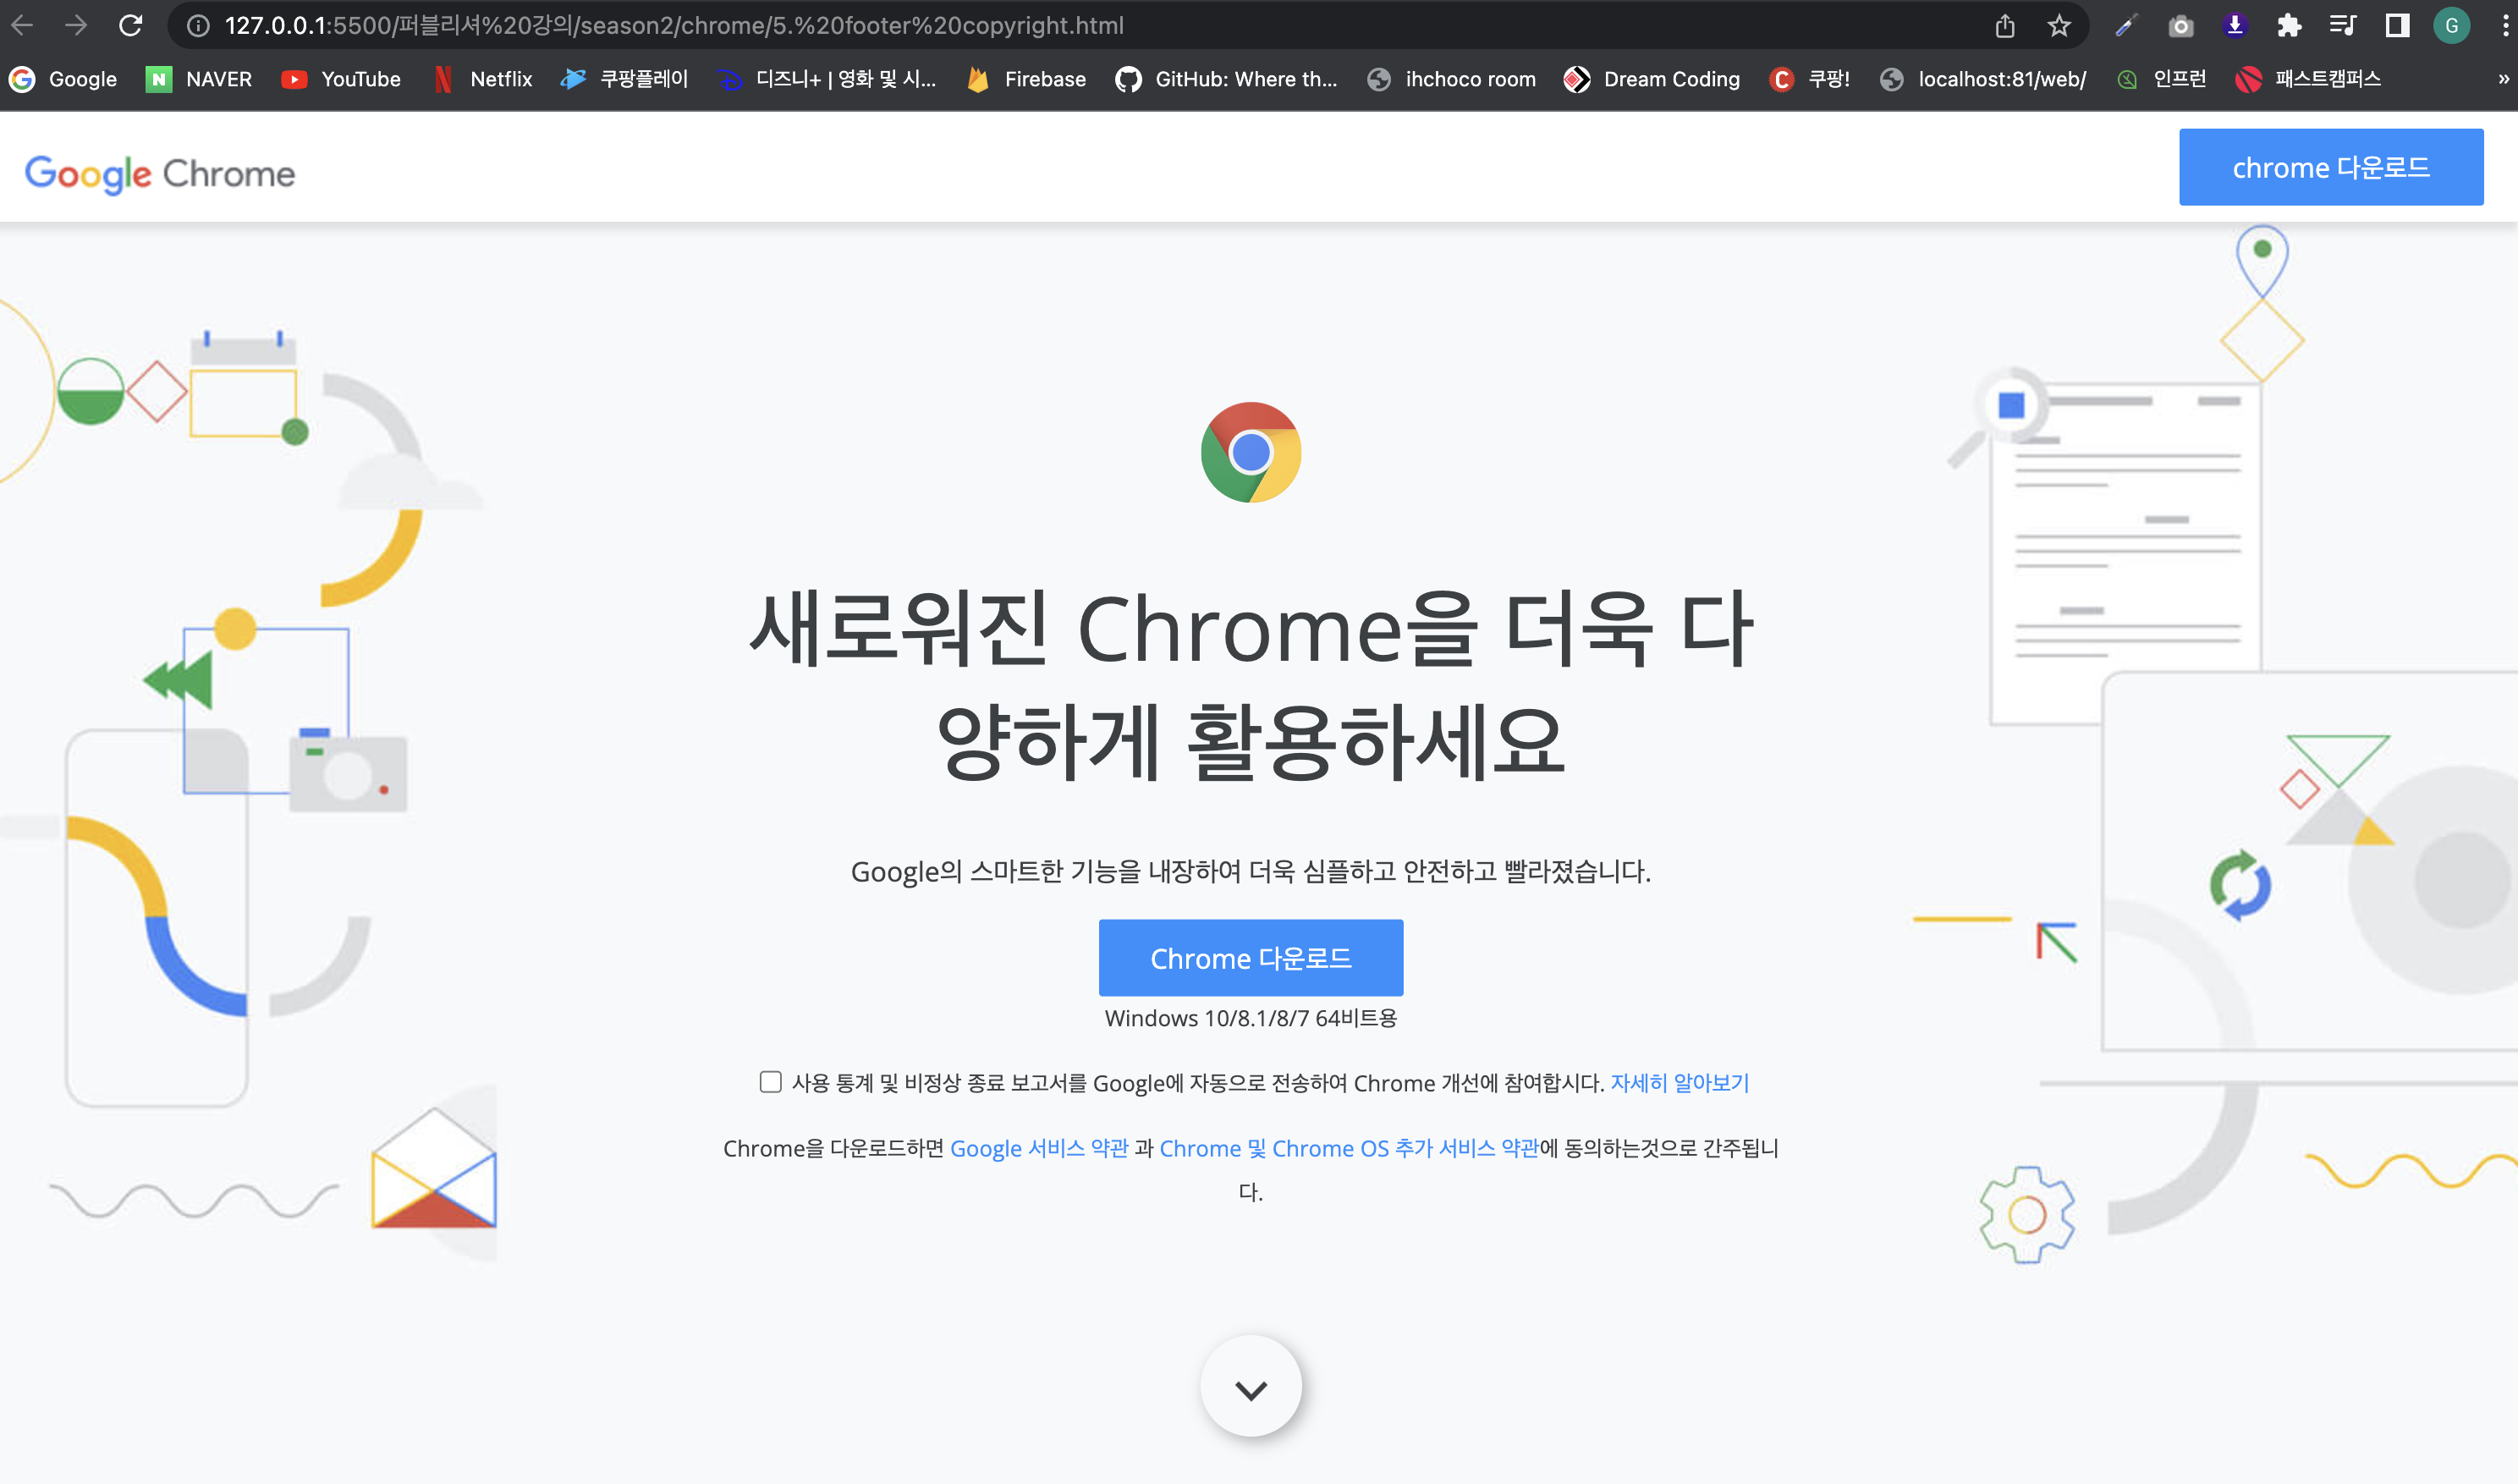 127.0.0.1:5500/퍼블리셔%20강의/season2/chrome/5.%20footer%20copyright.html
G
Google NAVER YouTube Netflix 쿠팡플레이 디즈니+ | 영화 및 시... Firebase GitHub: Where th... ihchoco room Dream Coding 쿠팡! localhost:81/web/ 인프런 패스트캠퍼스 »
Google Chrome
chrome 다운로드
새로워진 Chrome을 더욱 다
양하게 활용하세요
Google의 스마트한 기능을 내장하여 더욱 심플하고 안전하고 빨라졌습니다.
Chrome 다운로드
Windows 10/8.1/8/7 64비트용
사용 통계 및 비정상 종료 보고서를 Google에 자동으로 전송하여 Chrome 개선에 참여합시다. 자세히 알아보기
Chrome을 다운로드하면 Google 서비스 약관 과 Chrome 및 Chrome OS 추가 서비스 약관에 동의하는것으로 간주됩니
다.